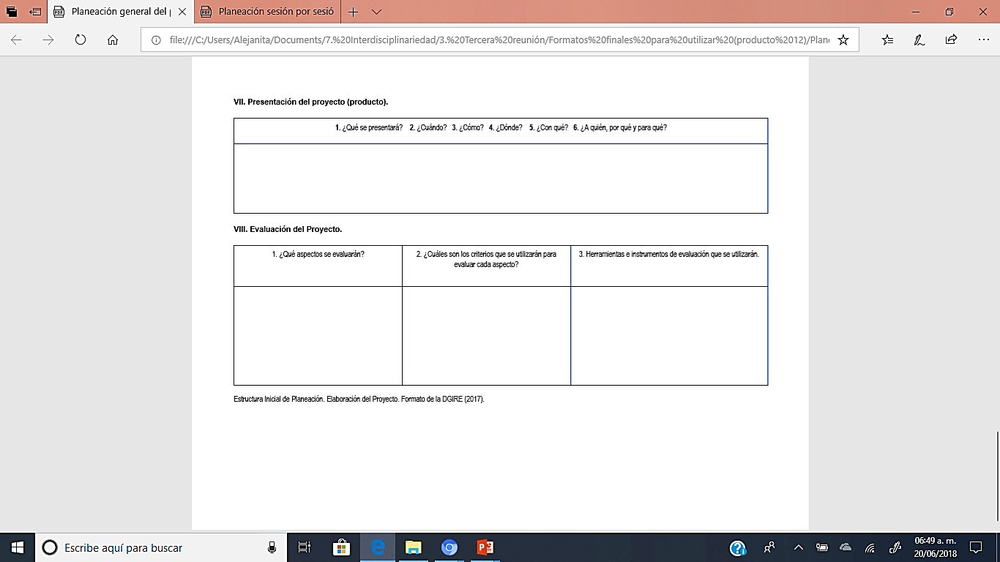 Planeación general del p
Planeación sesión por sesió
file:///C:/Users/Alejanita/Documents/7.%20Interdisciplinariedad/3.%20Tercera%20reunión/Formatos%20finales%20para%20utilizar%20(producto%2012)/Plane
VII. Presentación del proyecto (producto).
1. ¿Qué se presentará? 2. ¿Cuándo? 3. ¿Cómo? 4. ¿Dónde? 5. ¿Con qué? 6. ¿A quién, por qué y para qué?
VIII. Evaluación del Proyecto.
1. ¿Qué aspectos se evaluarán?
2. ¿Cuáles son los criterios que se utilizarán para
evaluar cada aspecto?
3. Herramientas e instrumentos de evaluación que se utilizarán.
Estructura Inicial de Planeación. Elaboración del Proyecto. Formato de la DGIRE (2017).
Escribe aquí para buscar
06:49 a. m.
20/06/2018